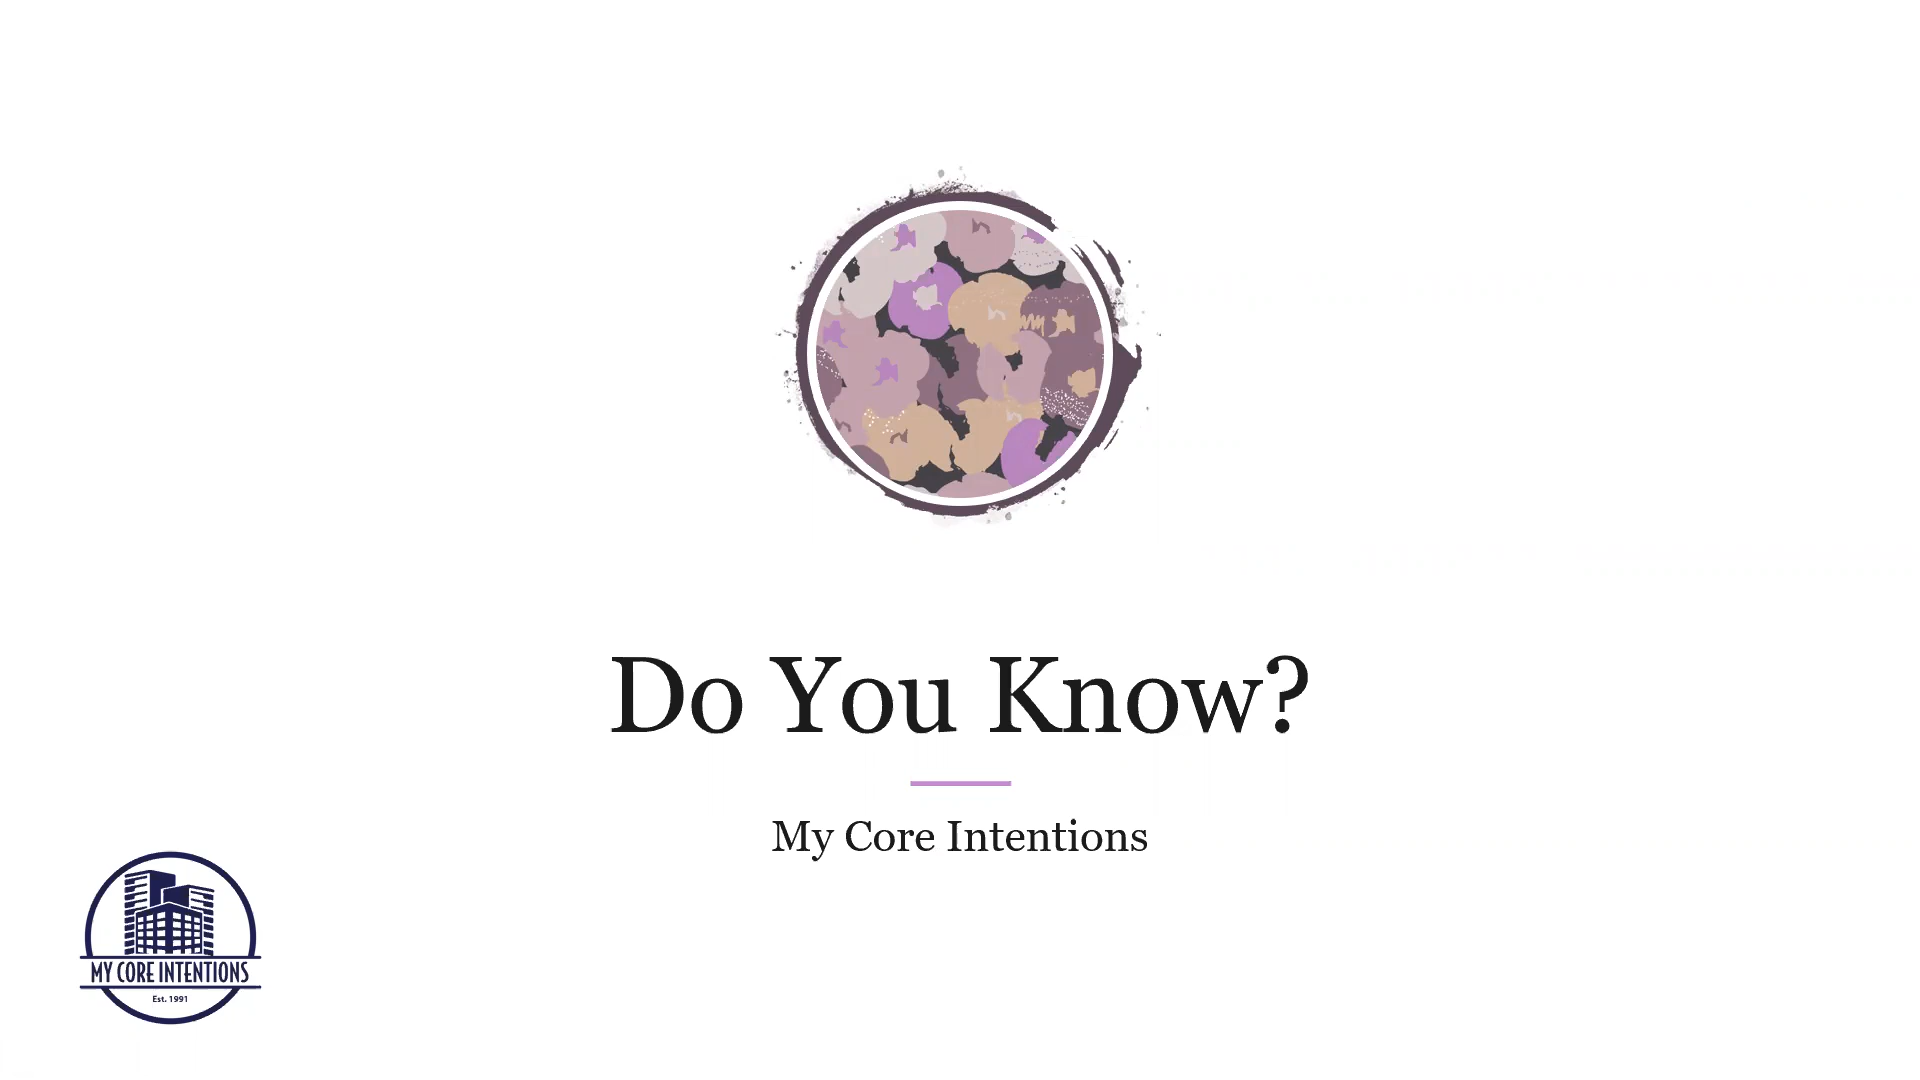 Do You Know?
My Core Intentions
MY CORE INTENTIONS
Est. 1991